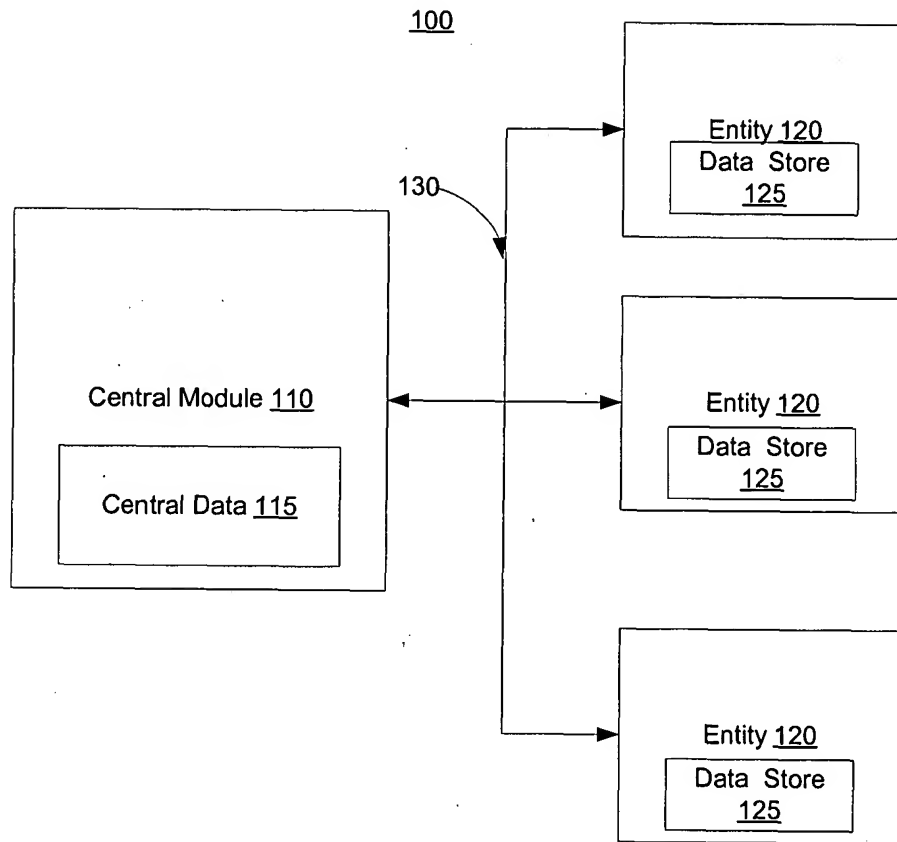 100
Entity 120
Data Store
125
130
Central Module 110
Central Data 115
Entity 120
Data Store
125
Entity 120
Data Store
125